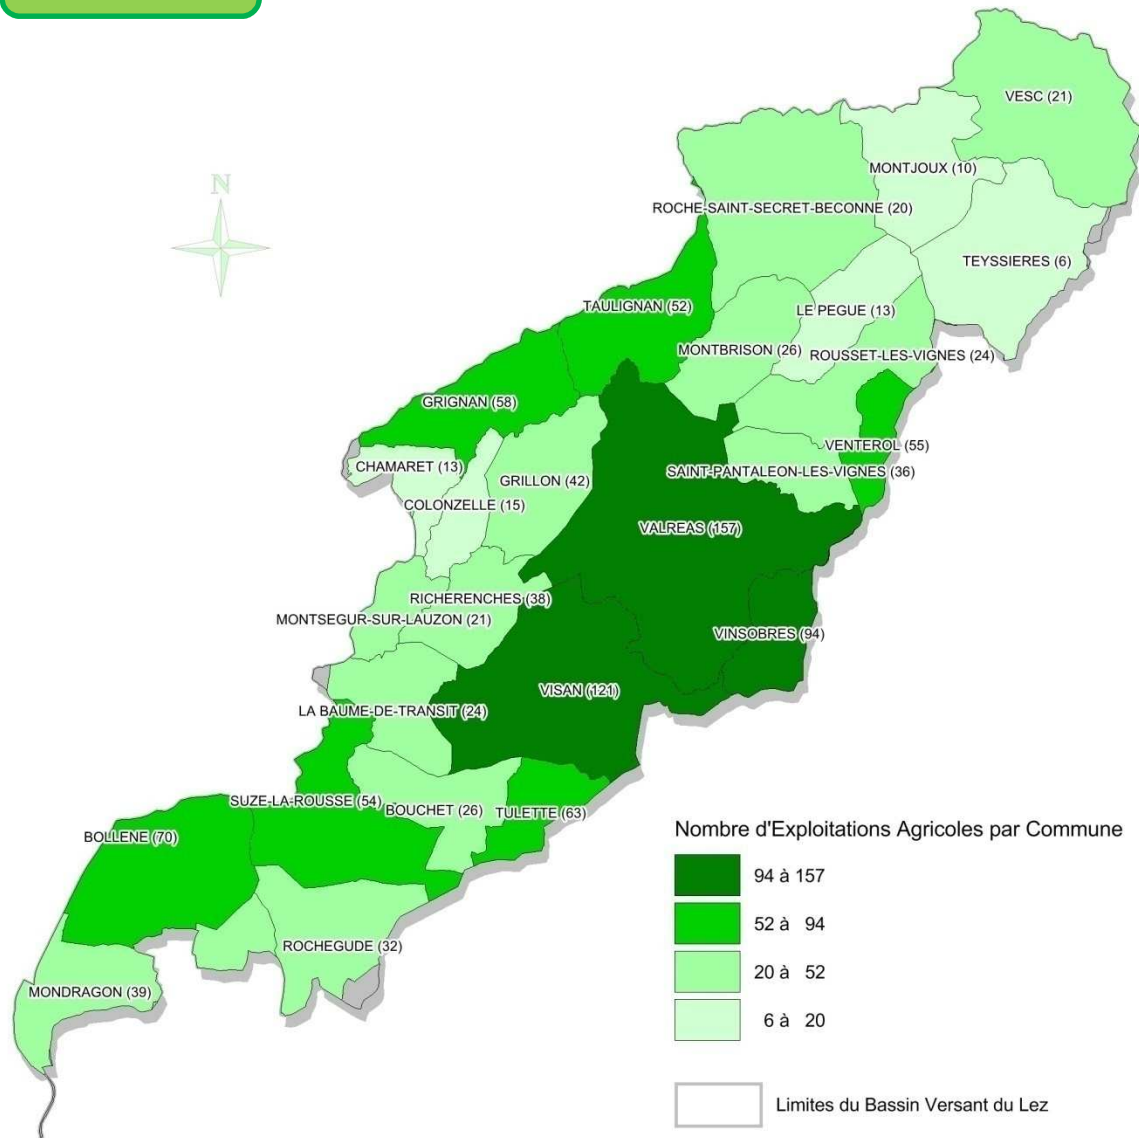 VESC (21)
N
MONTJOUX (10)
ROCHE-SAINT-SECRET-BECONNE (20)
TEYSSIERES (6)
TAULIGNAN (52)
LE PEGUE (13)
MONTBRISON (26)
ROUSSET-LES-VIGNES (24)
GRIGNAN (58)
VENTEROL (55)
CHAMARET (13)
SAINT-PANTALEON-LES-VIGNES (36)
GRILLON (42)
COLONZELLE (15)
VALREAS (157)
RICHERENCHES (38)
MONTSEGUR-SUR-LAUZON (21)
VINSOBRES (94)
VISAN (121)
LA BAUME-DE-TRANSIT (24)
SUZE-LA-ROUSSE (54)
BOUCHET (26)
TULETTE (63)
BOLLENE (70)
ROCHEGUDE (32)
MONDRAGON (39)
Nombre d'Exploitations Agricoles par Commune
94 à 157
52 à 94
20 à 52
6 à 20
Limites du Bassin Versant du Lez